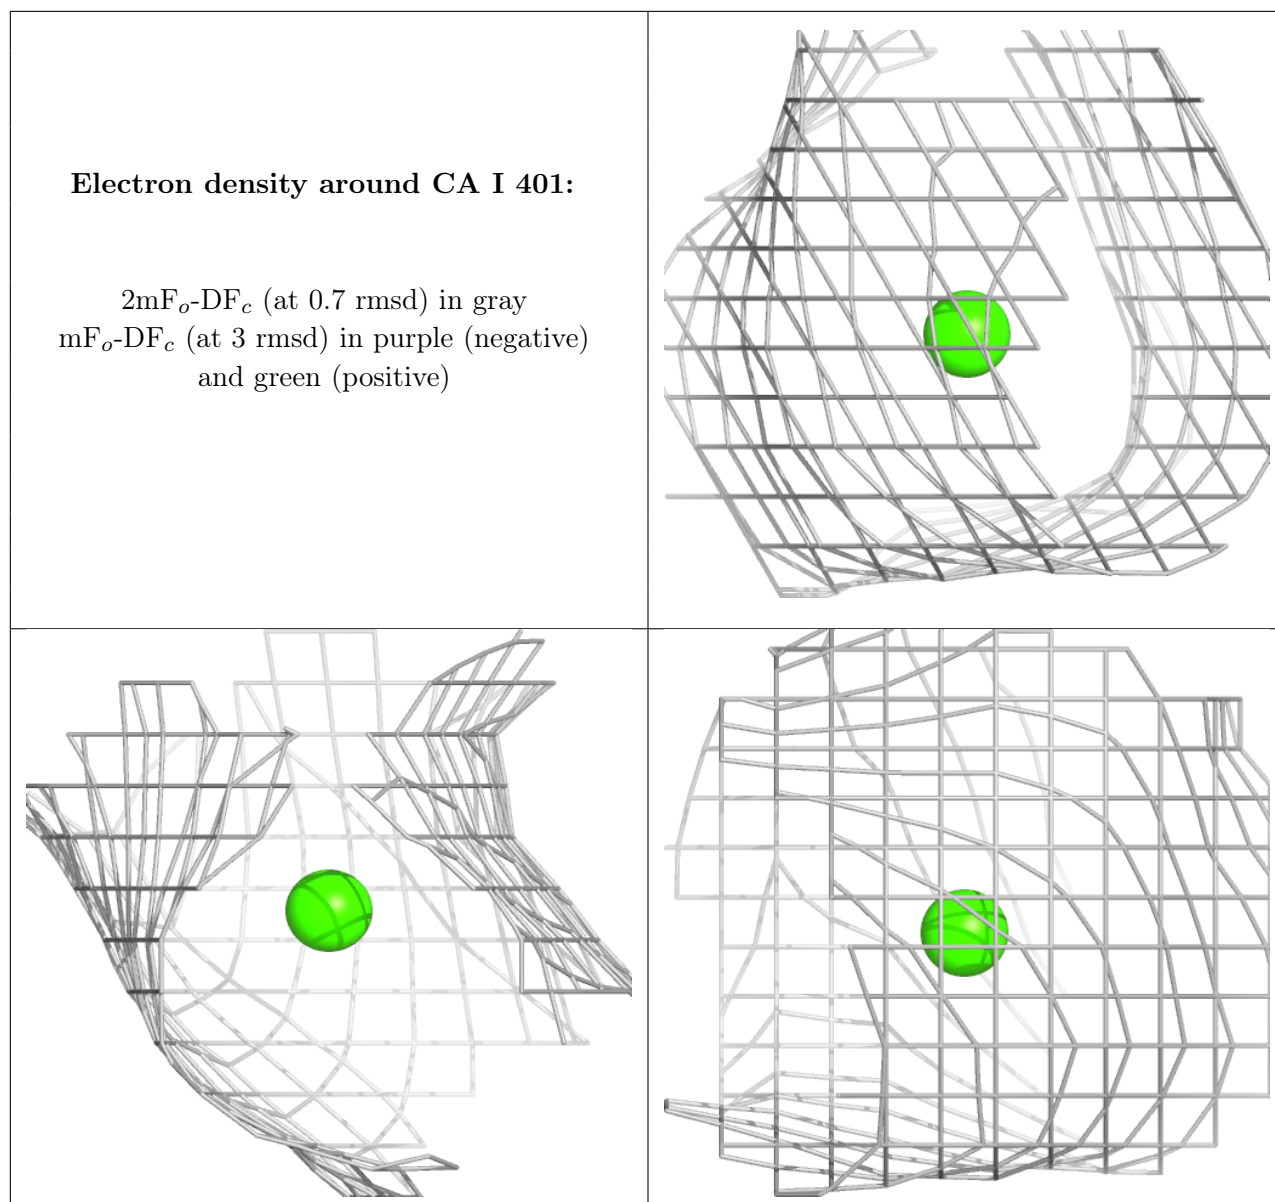 Electron density around CA I 401:
2mFo-DFc (at 0.7 rmsd) in gray
mFo-DFc (at 3 rmsd) in purple (negative)
and green (positive)